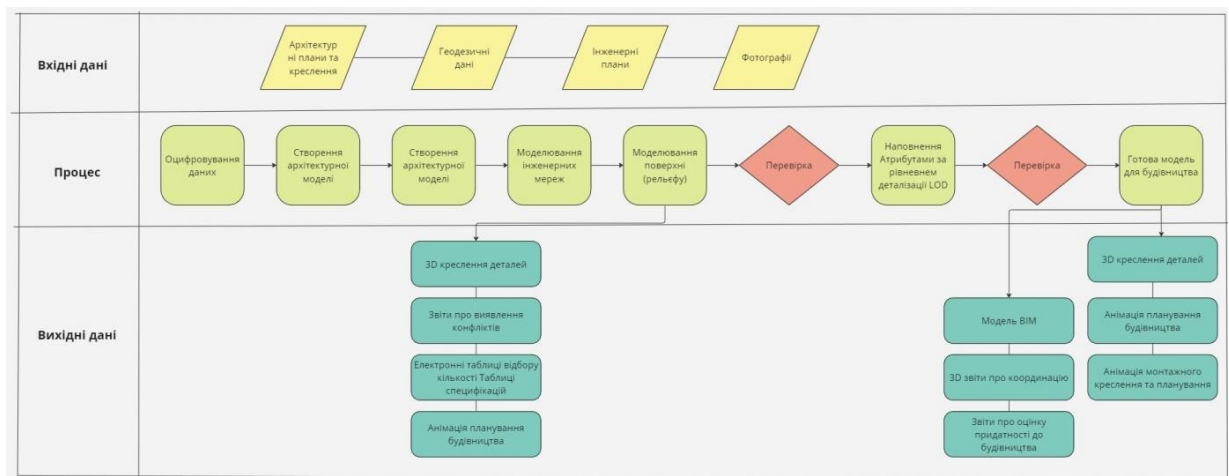 Вхідні дані
Архітектур
ні плани та
креслення
Геодезичні
дані
Інженерні
плани
Фотографії
Процес
Оцифровування
даних
Створення
архітектурної
моделі
Створення
архітектурної
моделі
Моделювання
інженерних
мереж
Моделювання
поверхні
(рельєфу)
Перевірка
Наповнення
Атрибутами за
рівневнем
деталізації LOD
Перевірка
Готова модель
для будівництва
Вихідні дані
3D креслення деталей
Звіти про виявлення
конфліктів
Електронні таблиці відбору
кількості Таблиці
специфікацій
Анімація планування
будівництва
Модель BIM
3D звіти про координацію
Звіти про оцінку
придатності до
будівництва
3D креслення деталей
Анімація планування
будівництва
Анімація монтажного
креслення та планування